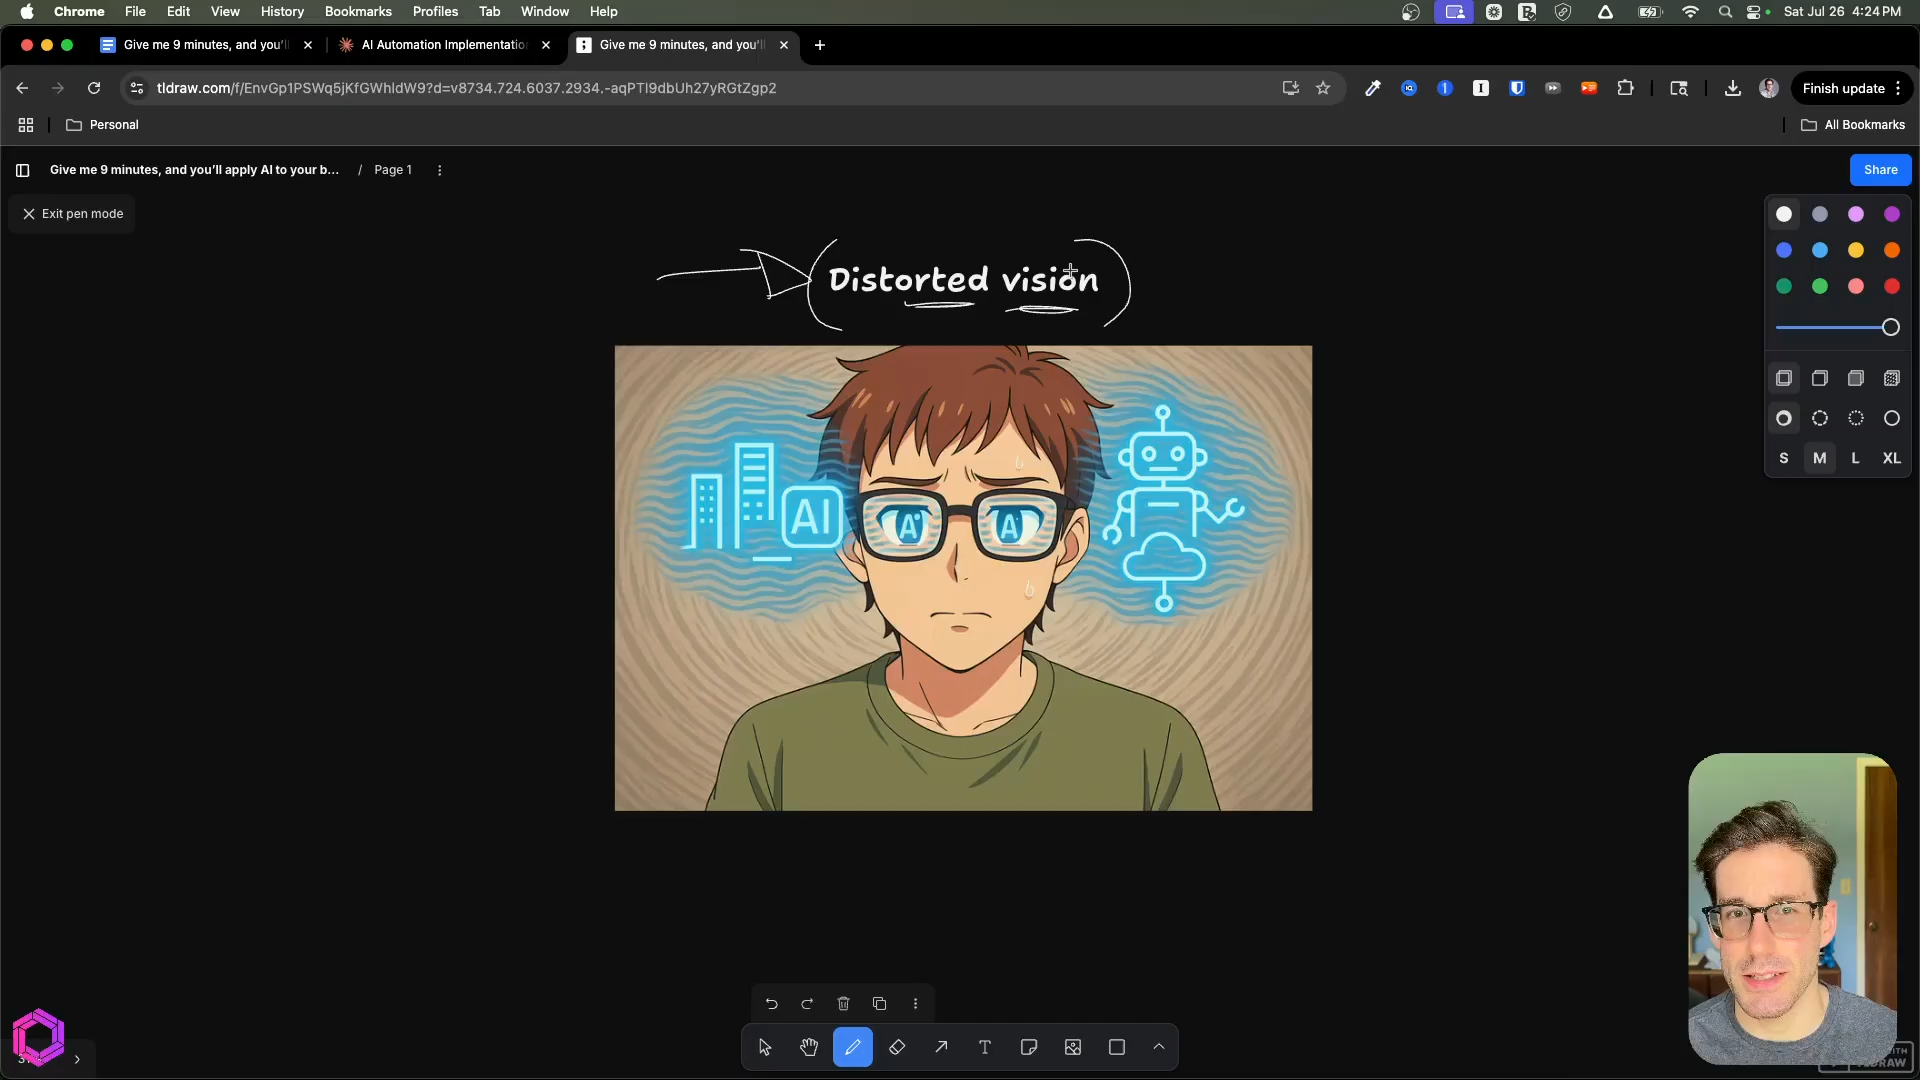 Chrome File Edit View History Bookmarks Profiles Tab Window Help
Sat Jul 26 4:24 PM
Give me 9 minutes, and you'l
AI Automation Implementatio
Give me 9 minutes, and you'l
tldraw.com/f/EnvGp1PSWq5jKfGWhldW9?d=v8734.724.6037.2934.-aqPTl9dbUh27yRGtZgp2
Finish update
Personal
All Bookmarks
Give me 9 minutes, and you'll apply AI to your b... / Page 1
Share
Exit pen mode
Distorted vision
AI
A A
S M L XL